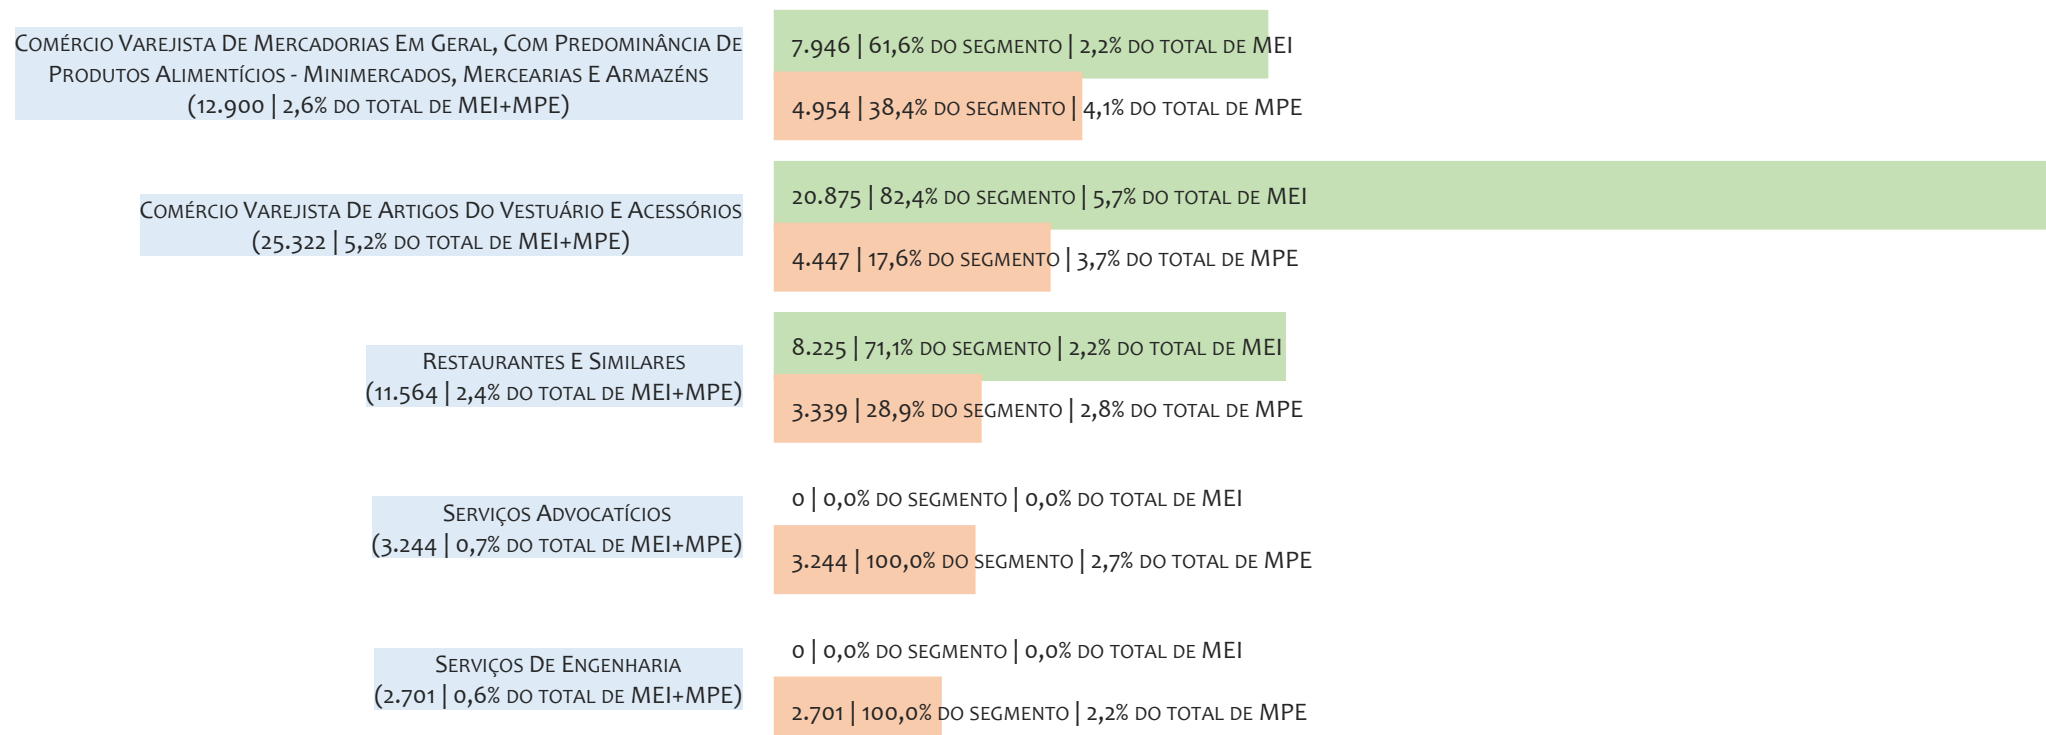 Comércio Varejista De Mercadorias Em Geral, Com Predominância De
Produtos Alimentícios - Minimercados, Mercearias E Armazéns
(12.900 | 2,6% do total de MEI+MPE)
7.946 | 61,6% do segmento | 2,2% do total de MEI
4.954 | 38,4% do segmento | 4,1% do total de MPE
Comércio Varejista De Artigos Do Vestuário E Acessórios
(25.322 | 5,2% do total de MEI+MPE)
20.875 | 82,4% do segmento | 5,7% do total de MEI
4.447 | 17,6% do segmento | 3,7% do total de MPE
Restaurantes E Similares
(11.564 | 2,4% do total de MEI+MPE)
8.225 | 71,1% do segmento | 2,2% do total de MEI
3.339 | 28,9% do segmento | 2,8% do total de MPE
Serviços Advocatícios
(3.244 | 0,7% do total de MEI+MPE)
0 | 0,0% do segmento | 0,0% do total de MEI
3.244 | 100,0% do segmento | 2,7% do total de MPE
Serviços De Engenharia
(2.701 | 0,6% do total de MEI+MPE)
0 | 0,0% do segmento | 0,0% do total de MEI
2.701 | 100,0% do segmento | 2,2% do total de MPE